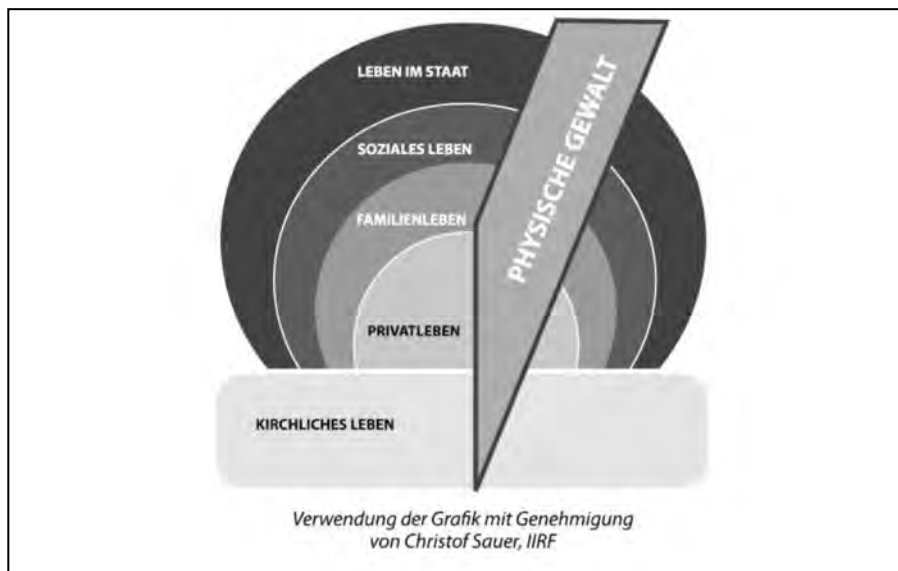 LEBEN IM STAAT
SOZIALES LEBEN
FAMILIENLEBEN
PRIVATLEBEN
KIRCHLICHES LEBEN
PHYSISCHE GEWALT
Verwendung der Grafik mit Genehmigung
von Christof Sauer, IIRF